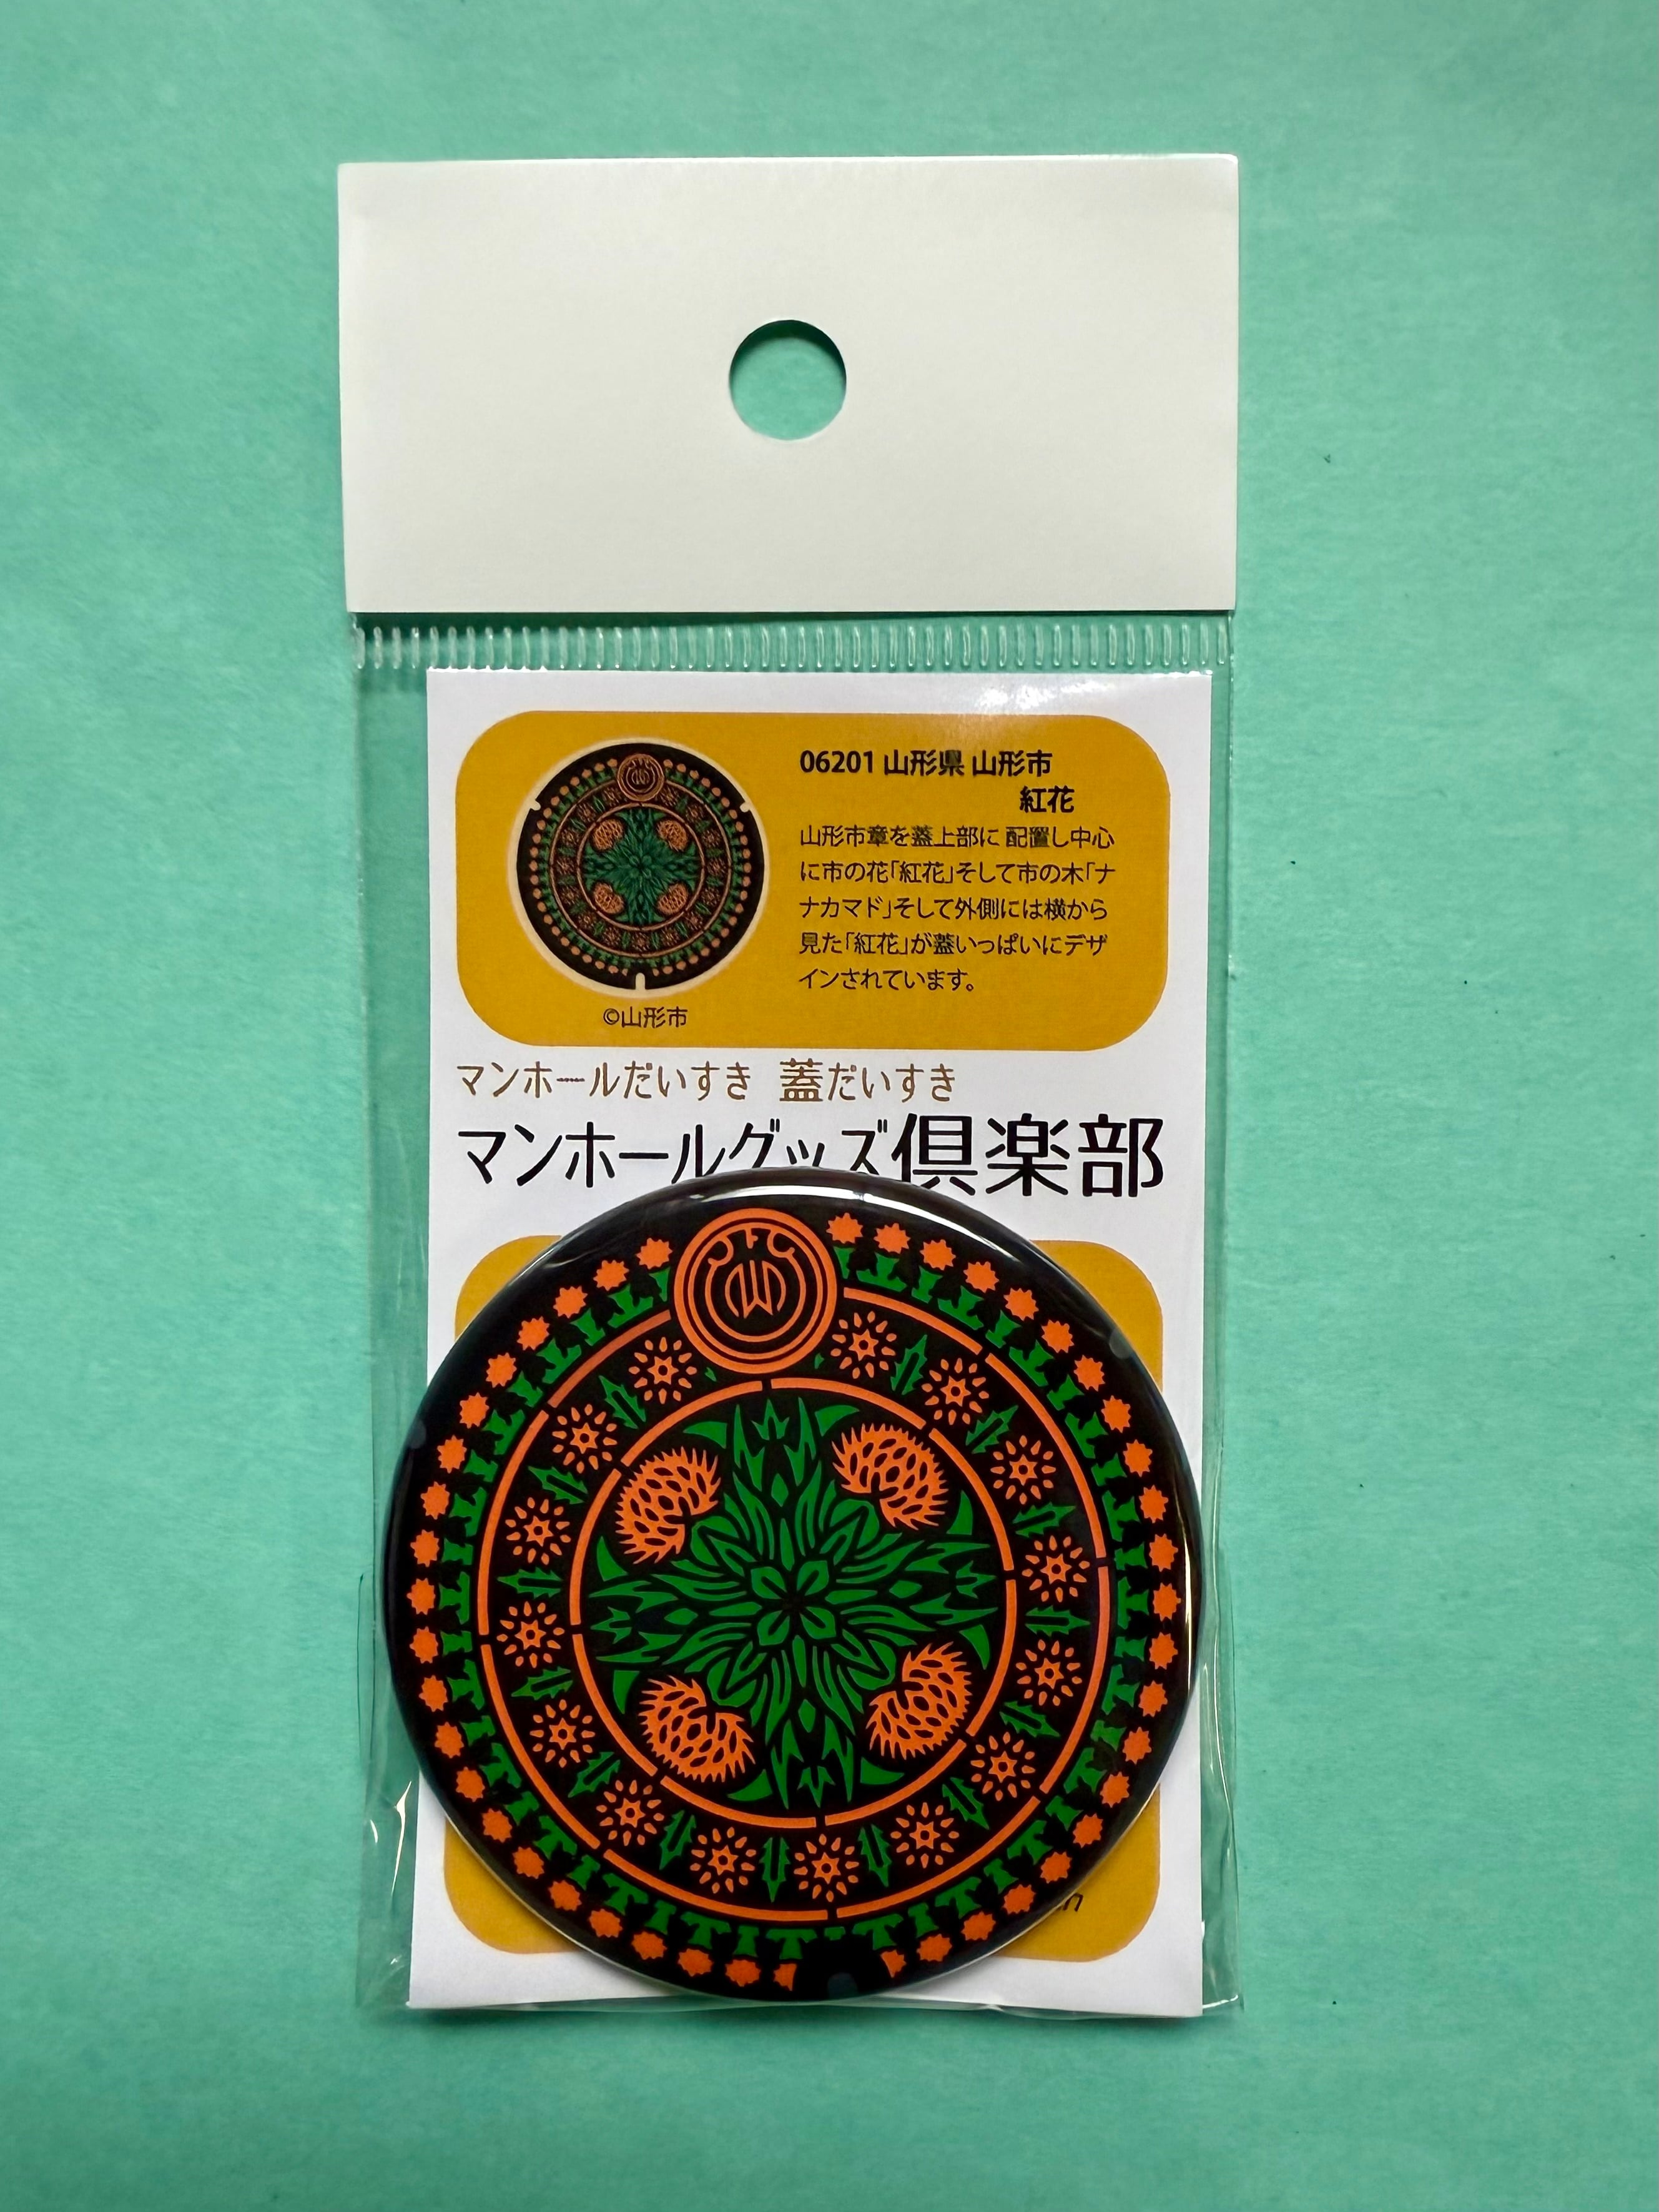 06201 山形県 山形市
紅花
山形市章を蓋上部に 配置し中心
に市の花「紅花」そして市の木「ナ
ナカマド」そして外側には横から
見た「紅花」が蓋いっぱいにデザ
インされています。
©山形市
マンホールだいすき 蓋だいすき
マンホールグッズ倶楽部